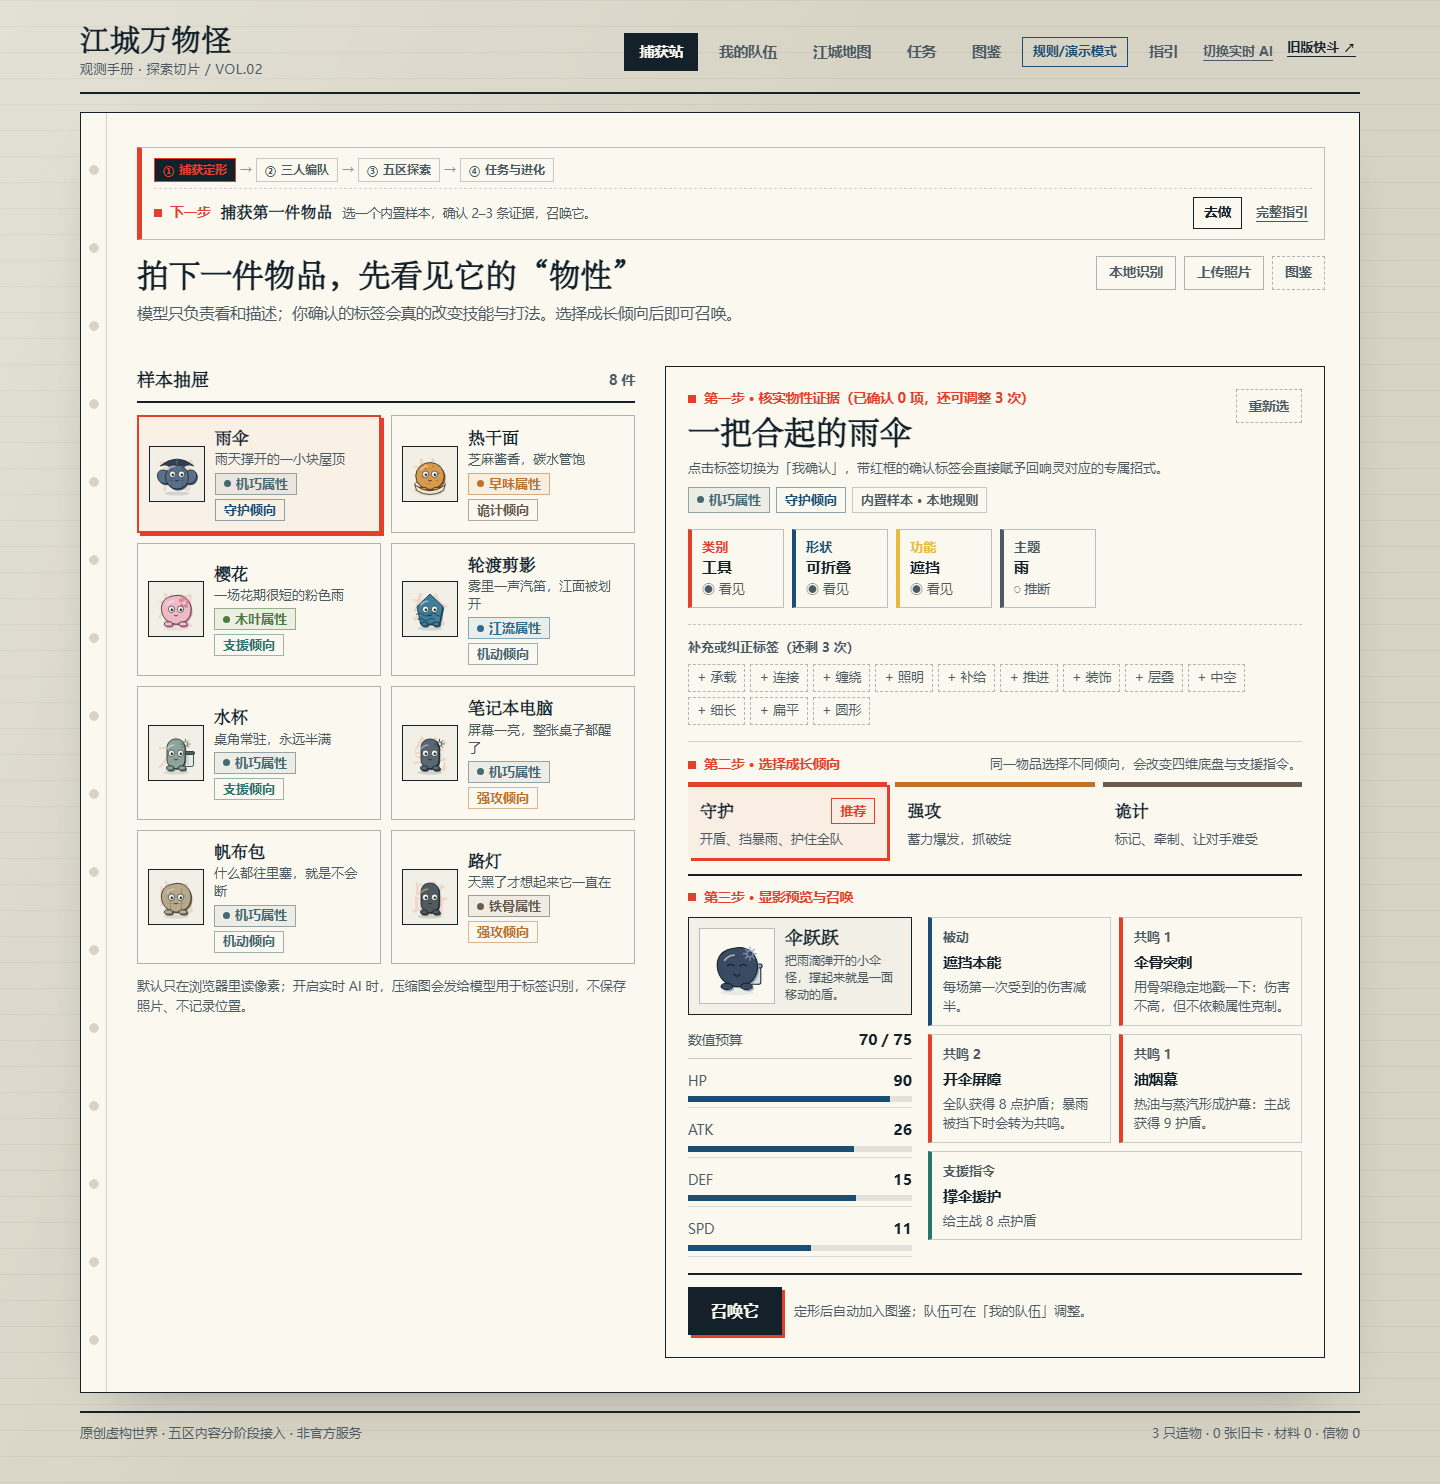 江城万物怪
观测手册 · 探索切片 / VOL.02
捕获站
我的队伍
江城地图
任务
图鉴
规则/演示模式
指引
切换实时 AI
旧版快斗 ↗
① 捕获定形 → ② 三人编队 → ③ 五区探索 → ④ 任务与进化
下一步 捕获第一件物品 选一个内置样本，确认 2–3 条证据，召唤它。
去做
完整指引
拍下一件物品，先看见它的“物性”
本地识别
上传照片
图鉴
模型只负责看和描述；你确认的标签会真的改变技能与打法。选择成长倾向后即可召唤。
样本抽屉
8 件
雨伞
雨天撑开的一小块屋顶
机巧属性
守护倾向
热干面
芝麻酱香，碳水管饱
早味属性
诡计倾向
樱花
一场花期很短的粉色雨
木叶属性
支援倾向
轮渡剪影
雾里一声汽笛，江面被划
开
江流属性
机动倾向
水杯
桌角常驻，永远半满
机巧属性
支援倾向
笔记本电脑
屏幕一亮，整张桌子都醒
了
机巧属性
强攻倾向
帆布包
什么都往里塞，就是不会
断
机巧属性
机动倾向
路灯
天黑了才想起来它一直在
铁骨属性
强攻倾向
默认只在浏览器里读像素；开启实时 AI 时，压缩图会发给模型用于标签识别，不保存
照片、不记录位置。
第一步 • 核实物性证据（已确认 0 项，还可调整 3 次）
重新选
一把合起的雨伞
点击标签切换为「我确认」，带红框的确认标签会直接赋予回响灵对应的专属招式。
机巧属性
守护倾向
内置样本 • 本地规则
类别
工具
◉ 看见
形状
可折叠
◉ 看见
功能
遮挡
◉ 看见
主题
雨
○ 推断
补充或纠正标签（还剩 3 次）
+ 承载
+ 连接
+ 缠绕
+ 照明
+ 补给
+ 推进
+ 装饰
+ 层叠
+ 中空
+ 细长
+ 扁平
+ 圆形
第二步 • 选择成长倾向
同一物品选择不同倾向，会改变四维底盘与支援指令。
守护
推荐
开盾、挡暴雨、护住全队
强攻
蓄力爆发，抓破绽
诡计
标记、牵制、让对手难受
第三步 • 显影预览与召唤
伞跃跃
把雨滴弹开的小伞
怪，撑起来就是一面
移动的盾。
数值预算
70 / 75
HP
90
ATK
26
DEF
15
SPD
11
被动
遮挡本能
每场第一次受到的伤害减
半。
共鸣 1
伞骨突刺
用骨架稳定地戳一下：伤害
不高，但不依赖属性克制。
共鸣 2
开伞屏障
全队获得 8 点护盾；暴雨
被挡下时会转为共鸣。
共鸣 1
油烟幕
热油与蒸汽形成护幕：主战
获得 9 护盾。
支援指令
撑伞援护
给主战 8 点护盾
召唤它
定形后自动加入图鉴；队伍可在「我的队伍」调整。
原创虚构世界 · 五区内容分阶段接入 · 非官方服务
3 只造物 · 0 张旧卡 · 材料 0 · 信物 0